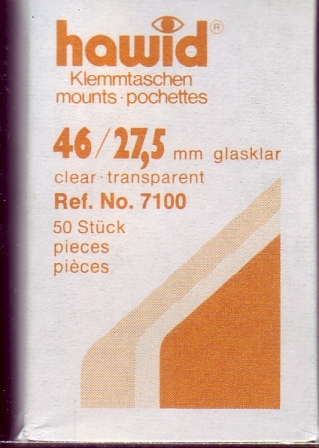 hawid®
Klemmtaschen
mounts · pochettes
46/27,5 mm glasklar
clear · transparent
Ref. No. 7100
50 Stück
pieces
pièces